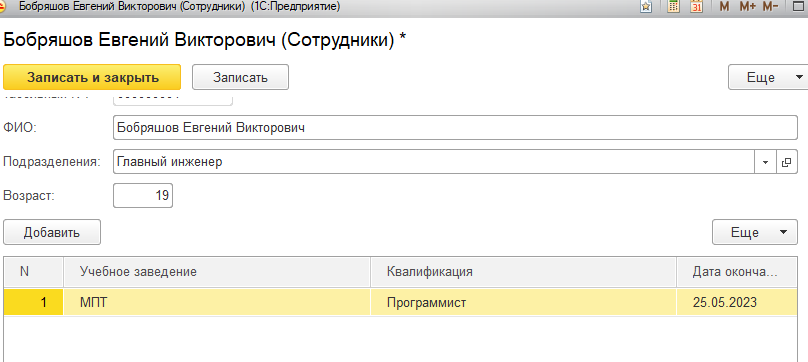 Бобряшов Евгений Викторович (Сотрудники) (1С:Предприятие)
M M+ M-
Бобряшов Евгений Викторович (Сотрудники) *
Записать и закрыть
Записать
Еще
ФИО:
Бобряшов Евгений Викторович
Подразделения:
Главный инженер
Возраст:
19
Добавить
Еще
N Учебное заведение Квалификация Дата оконча...
1 МПТ Программист 25.05.2023